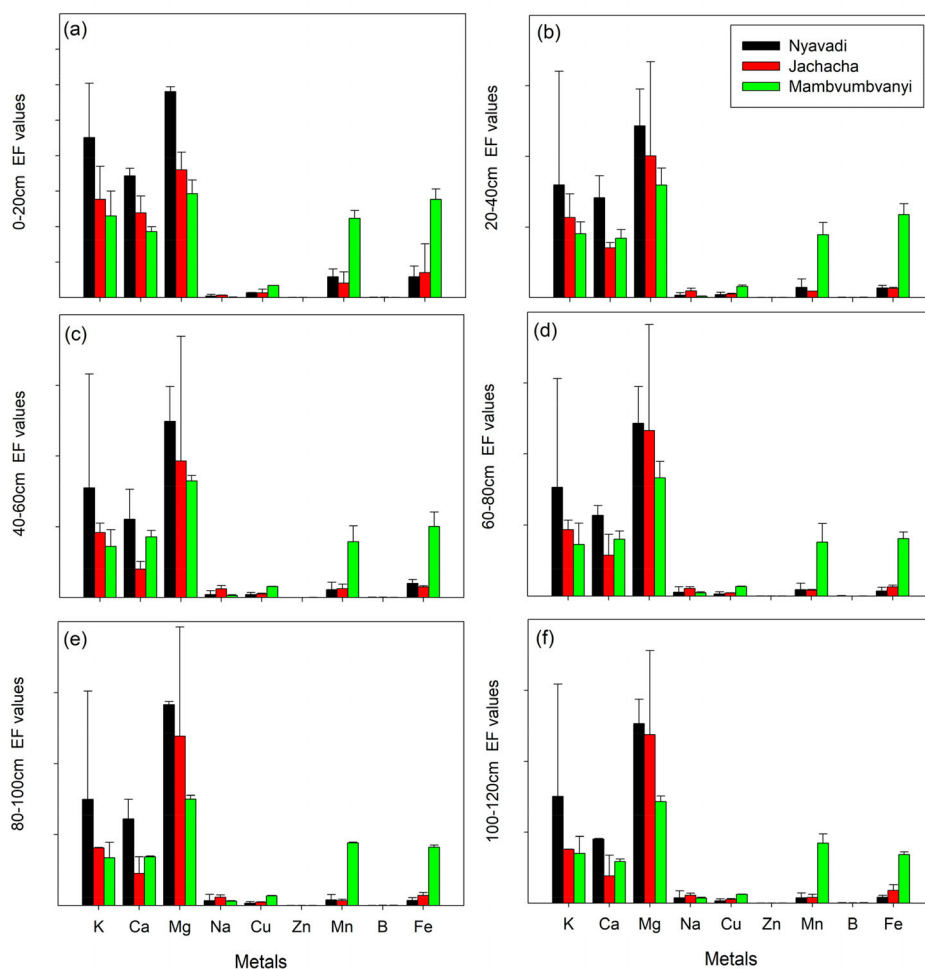 (a)
0-20cm EF values
(b)
20-40cm EF values
Nyavadi
Jachacha
Mambvumbvanyi
(c)
40-60cm EF values
(d)
60-80cm EF values
(e)
80-100cm EF values
K Ca Mg Na Cu Zn Mn B Fe
Metals
(f)
100-120cm EF values
K Ca Mg Na Cu Zn Mn B Fe
Metals